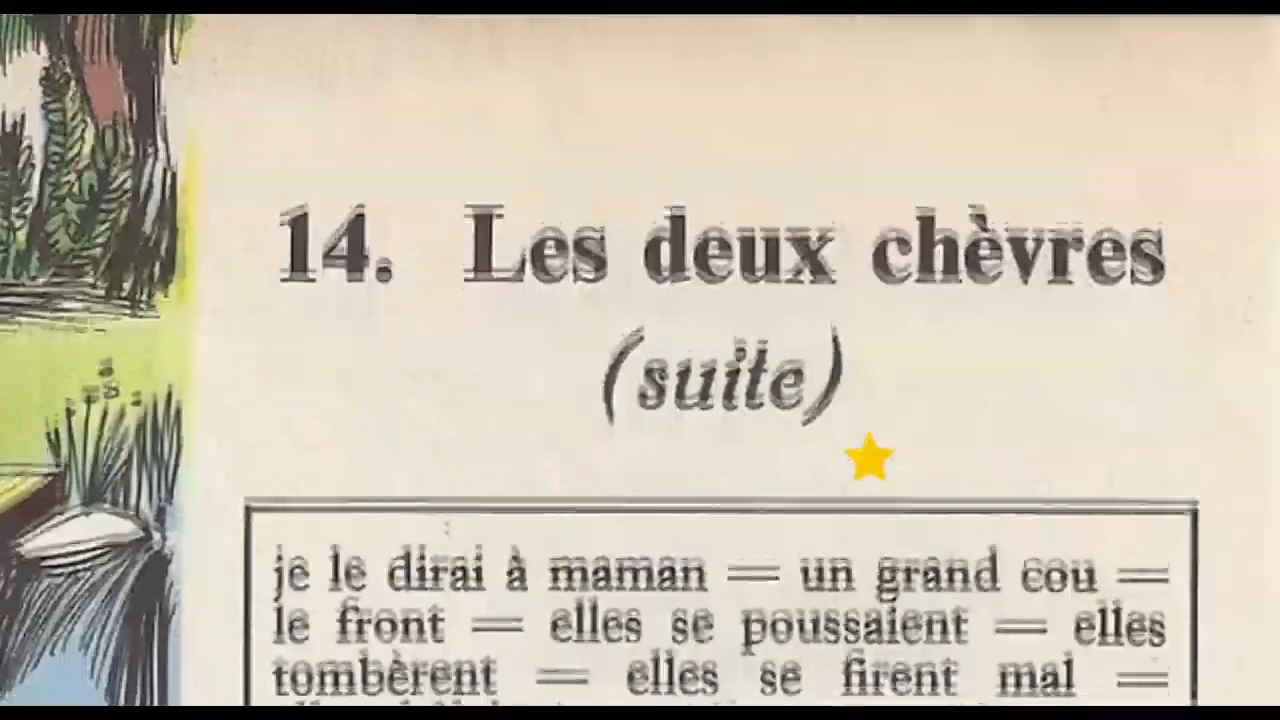 14. Les deux chèvres
(suite)
je le dirai à maman — un grand cou —
le front — elles se poussaient — elles
tombèrent — elles se firent mal —